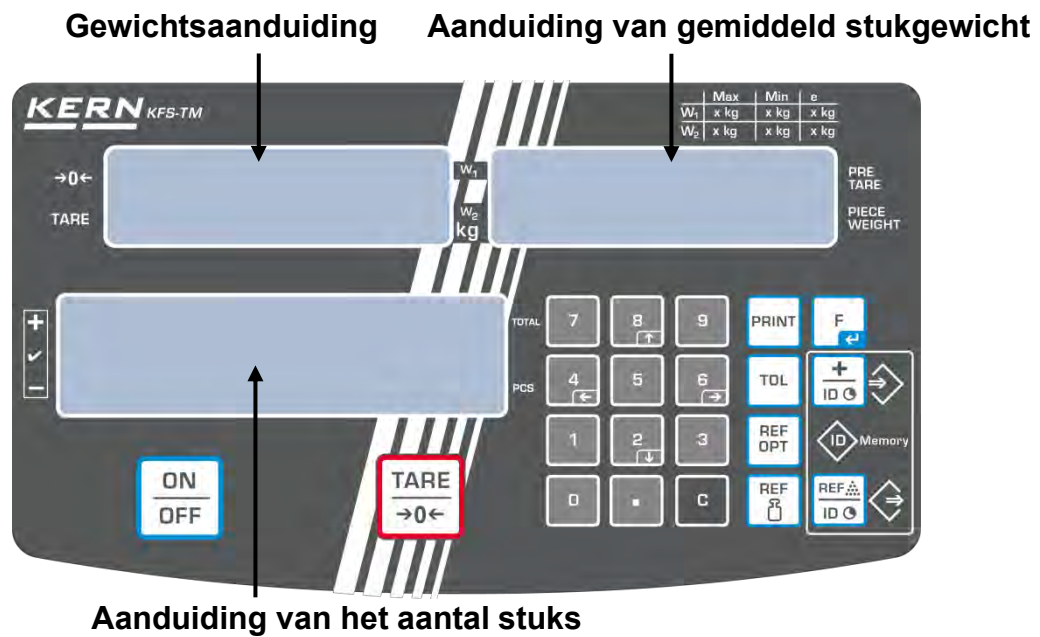 Gewichtsaanduiding Aanduiding van gemiddeld stukgewicht
KERN KFS-TM
Max Min e
W1 x kg x kg x kg
W2 x kg x kg x kg
→0←
TARE
W1
W2
kg
PRE
TARE
PIECE
WEIGHT
+
✔
−
TOTAL
PCS
7 8 ↑ 9 PRINT F ↵
4 ← 5 6 → TOL + ID
1 2 ↓ 3 REF
OPT
ID Memory
0 . C REF REF ID
ON
OFF
TARE
→0←
Aanduiding van het aantal stuks